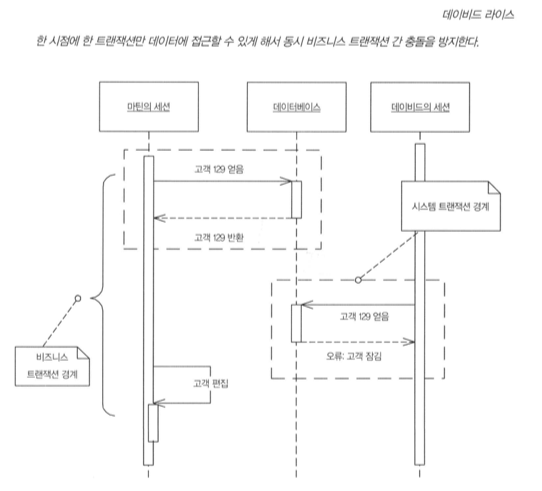 데이비드 라이스
한 시점에 한 트랜잭션만 데이터에 접근할 수 있게 해서 동시 비즈니스 트랜잭션 간 충돌을 방지한다.
마틴의 세션
데이터베이스
데이비드의 세션
고객 129 얻음
시스템 트랜잭션 경계
고객 129 반환
고객 129 얻음
비즈니스
트랜잭션 경계
오류: 고객 잠김
고객 편집